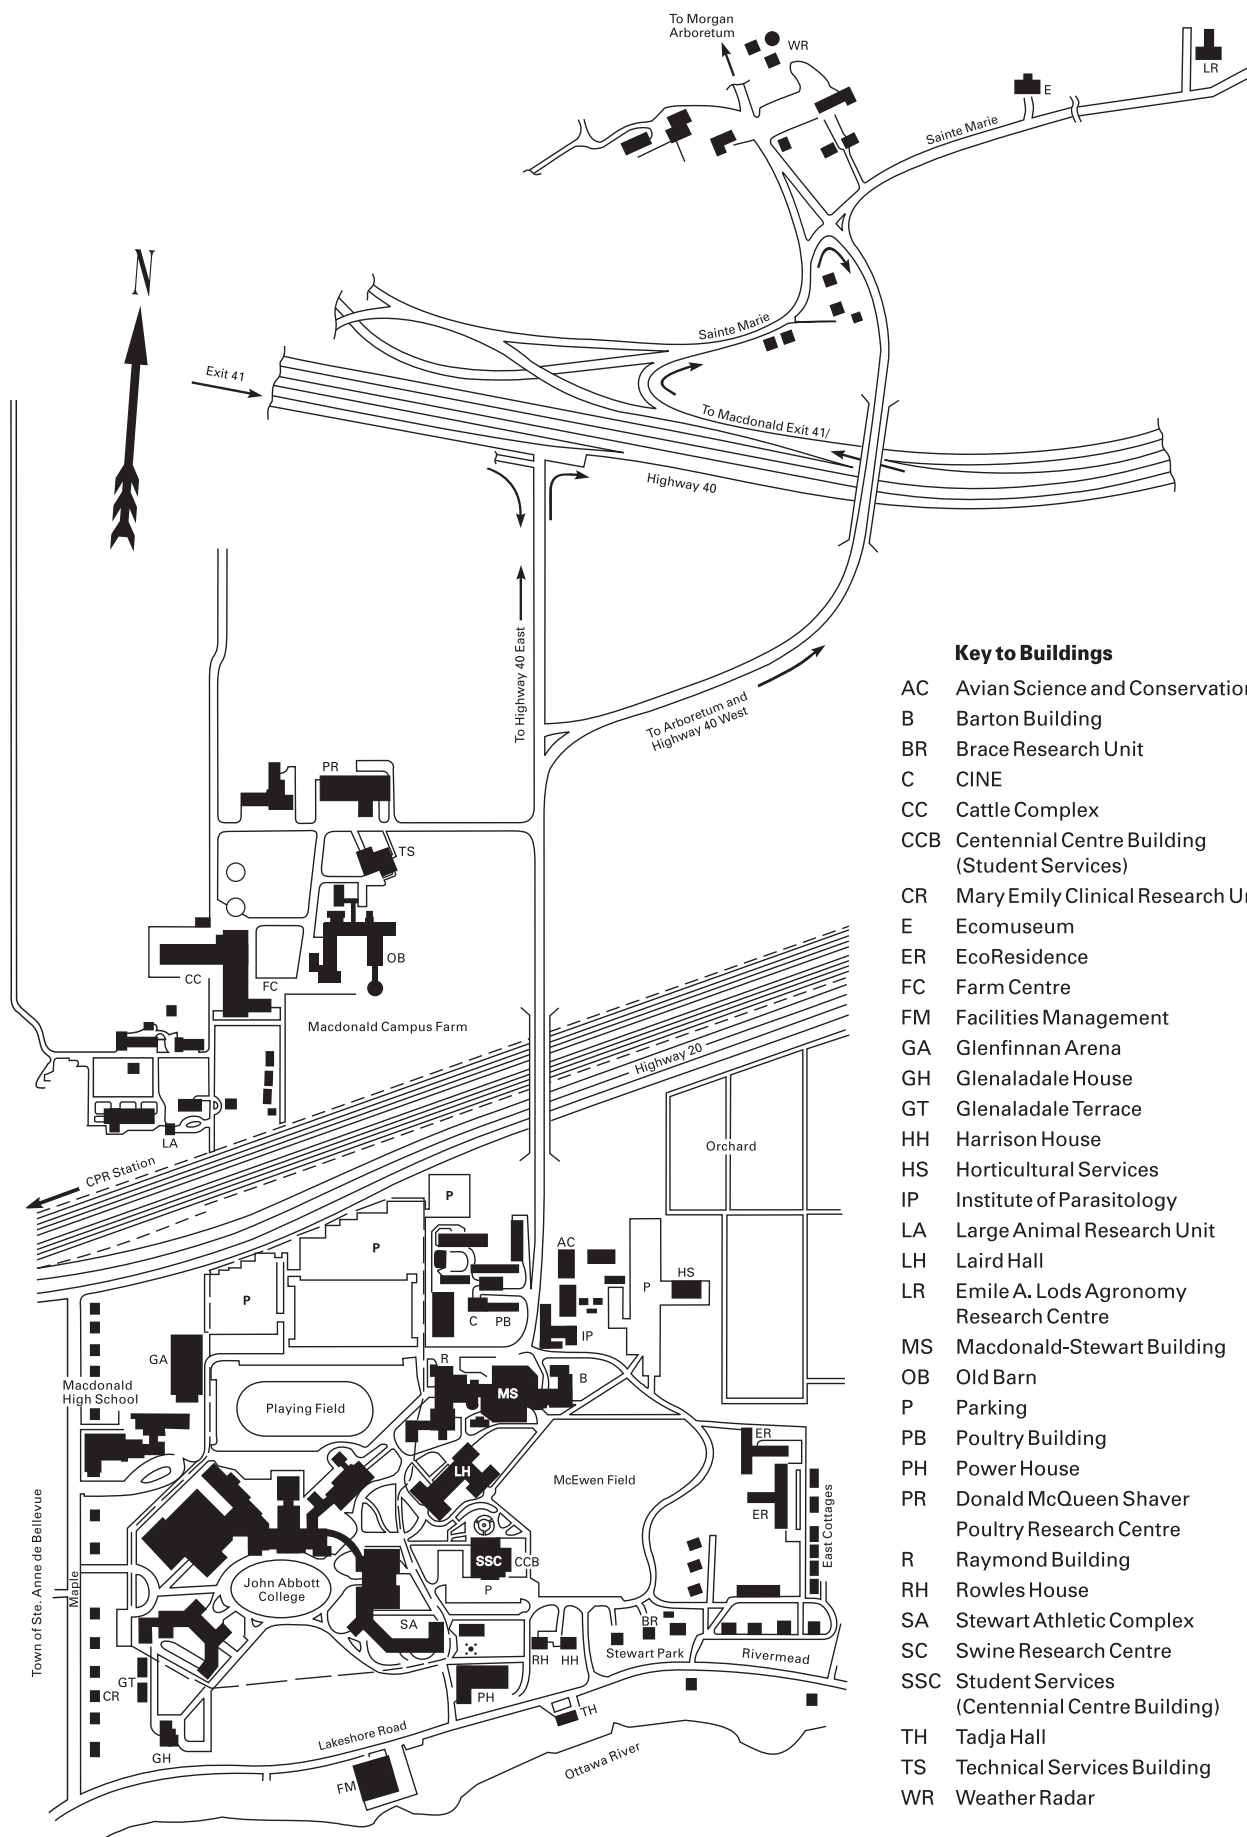 To Morgan
Arboretum
WR
LR
E
Sainte Marie
N
Sainte Marie
Exit 41
To Macdonald Exit 41/
Highway 40
To Highway 40 East
To Arboretum and
Highway 40 West
PR
TS
OB
CC
FC
Macdonald Campus Farm
Highway 20
LA
CPR Station
Orchard
P
P
P
AC
HS
P
C
PB
IP
GA
R
B
MS
Macdonald
High School
Playing Field
LH
McEwen Field
ER
ER
East Cottages
SSC
CCB
P
John Abbott
College
Town of Ste. Anne de Bellevue
Maple
SA
BR
RH
HH
Stewart Park
Rivermead
GT
CR
PH
TH
GH
Lakeshore Road
FM
Ottawa River
Key to Buildings
AC Avian Science and Conservation
B Barton Building
BR Brace Research Unit
C CINE
CC Cattle Complex
CCB Centennial Centre Building
(Student Services)
CR Mary Emily Clinical Research Un
E Ecomuseum
ER EcoResidence
FC Farm Centre
FM Facilities Management
GA Glenfinnan Arena
GH Glenaladale House
GT Glenaladale Terrace
HH Harrison House
HS Horticultural Services
IP Institute of Parasitology
LA Large Animal Research Unit
LH Laird Hall
LR Emile A. Lods Agronomy
Research Centre
MS Macdonald-Stewart Building
OB Old Barn
P Parking
PB Poultry Building
PH Power House
PR Donald McQueen Shaver
Poultry Research Centre
R Raymond Building
RH Rowles House
SA Stewart Athletic Complex
SC Swine Research Centre
SSC Student Services
(Centennial Centre Building)
TH Tadja Hall
TS Technical Services Building
WR Weather Radar